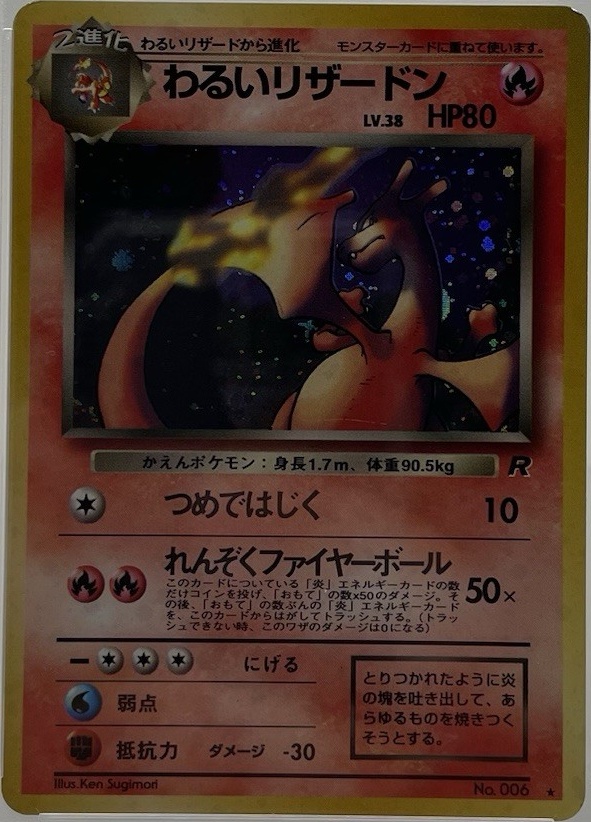 2進化 わるいリザードから進化 モンスターカードに重ねて使います。
わるいリザードン
LV.38 HP80
かえんポケモン：身長1.7m、体重90.5kg
R
つめではじく 10
れんぞくファイヤーボール
このカードについている「炎」エネルギーカードの数
だけコインを投げ、「おもて」の数x50のダメージ。そ
の後、「おもて」の数ぶんの「炎」エネルギーカード
を、このカードからはがしてトラッシュする。（トラッ
シュできない時、このワザのダメージは0になる）
50×
にげる
弱点
抵抗力 ダメージ -30
とりつかれたように炎
の塊を吐き出して、あ
らゆるものを焼きつく
そうとする。
Illus. Ken Sugimori No. 006 ★